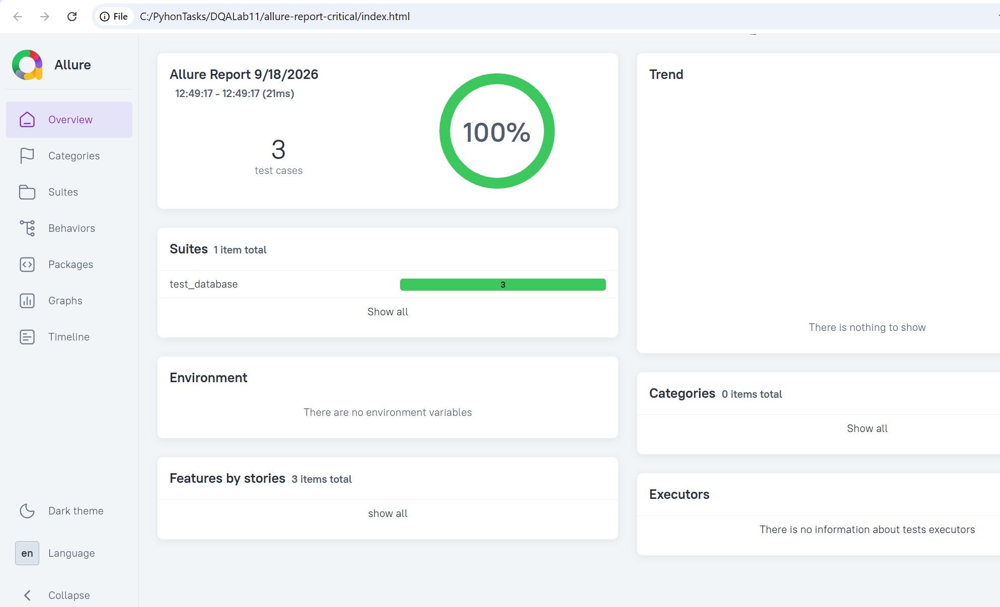 File C:/PyhonTasks/DQALab11/allure-report-critical/index.html
Allure
Overview
Categories
Suites
Behaviors
Packages
Graphs
Timeline
Dark theme
en Language
Collapse
Allure Report 9/18/2026
12:49:17 - 12:49:17 (21ms)
3
test cases
100%
Suites 1 item total
test_database 3
Show all
Environment
There are no environment variables
Features by stories 3 items total
show all
Trend
There is nothing to show
Categories 0 items total
Show all
Executors
There is no information about tests executors